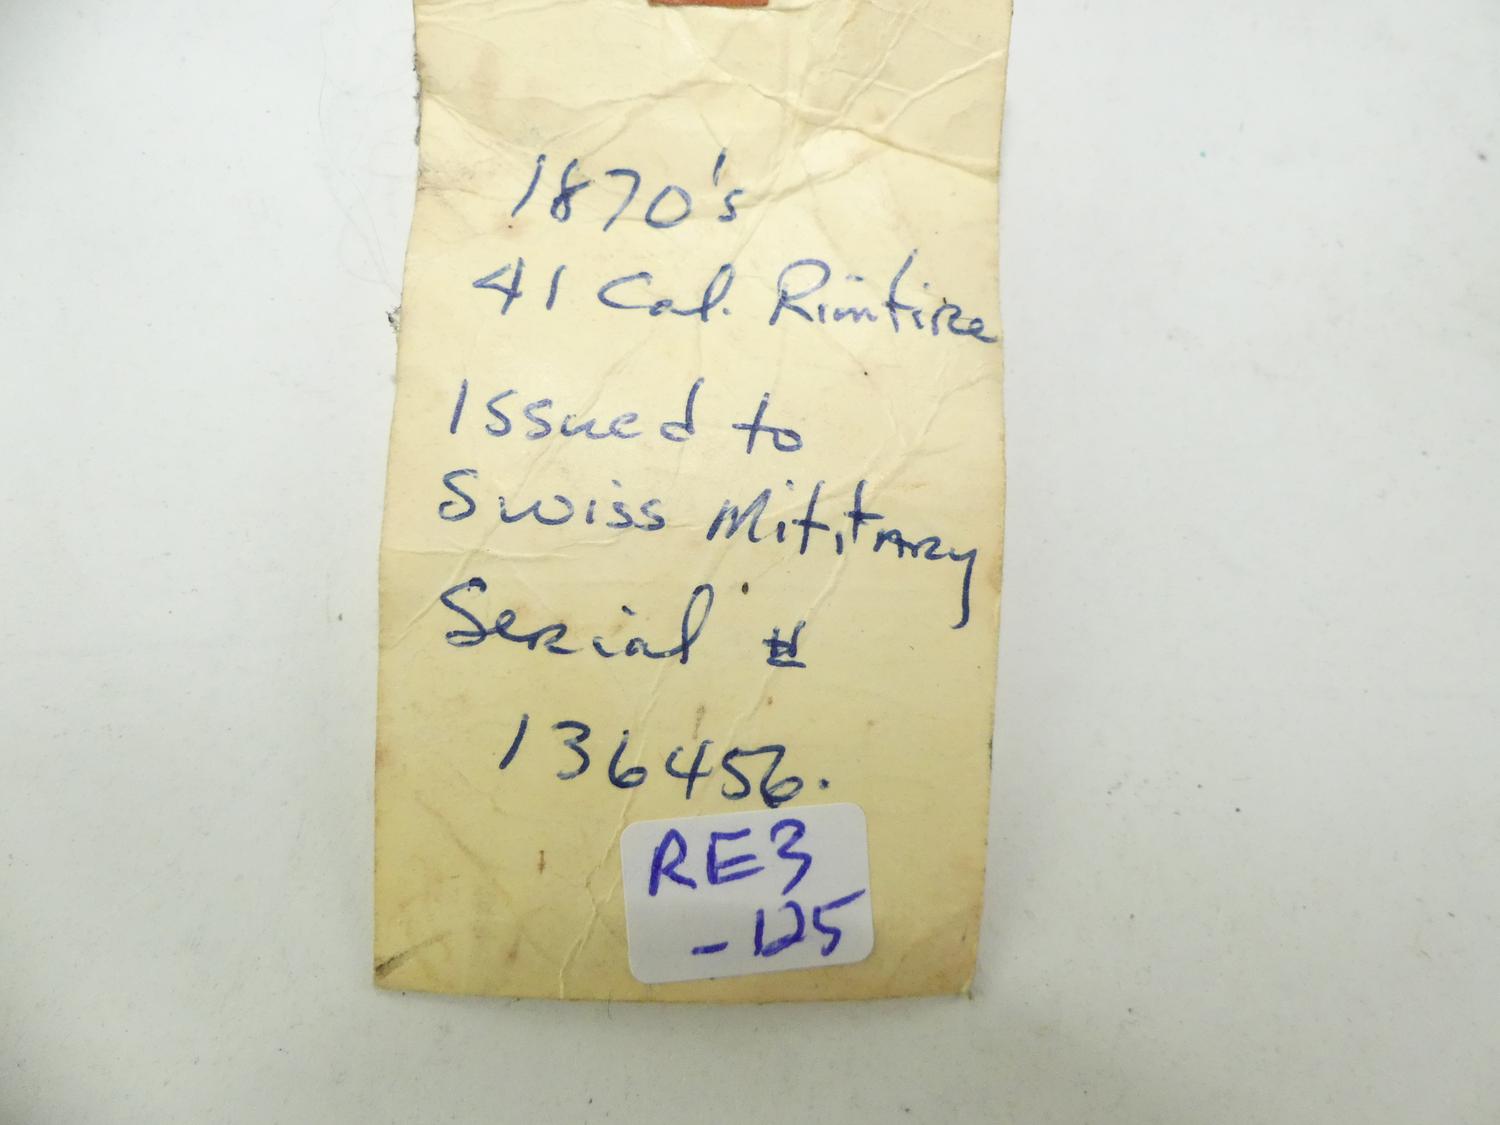 1870's
41 Cal. Rimfire
Issued to
Swiss Military
Serial #
136456.
RE3
-125